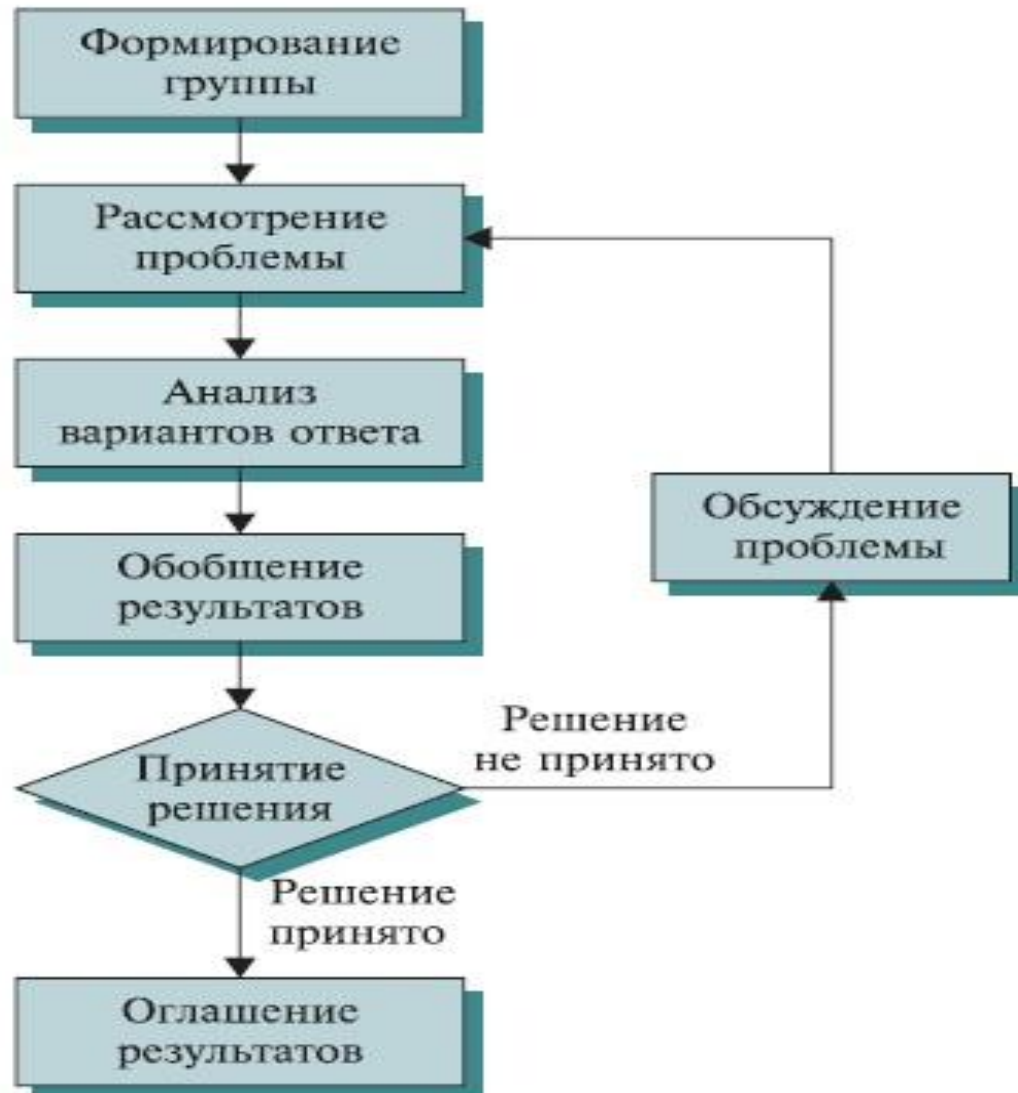 Формирование
группы
Рассмотрение
проблемы
Анализ
вариантов ответа
Обсуждение
проблемы
Обобщение
результатов
Решение
не принято
Принятие
решения
Решение
принято
Оглашение
результатов